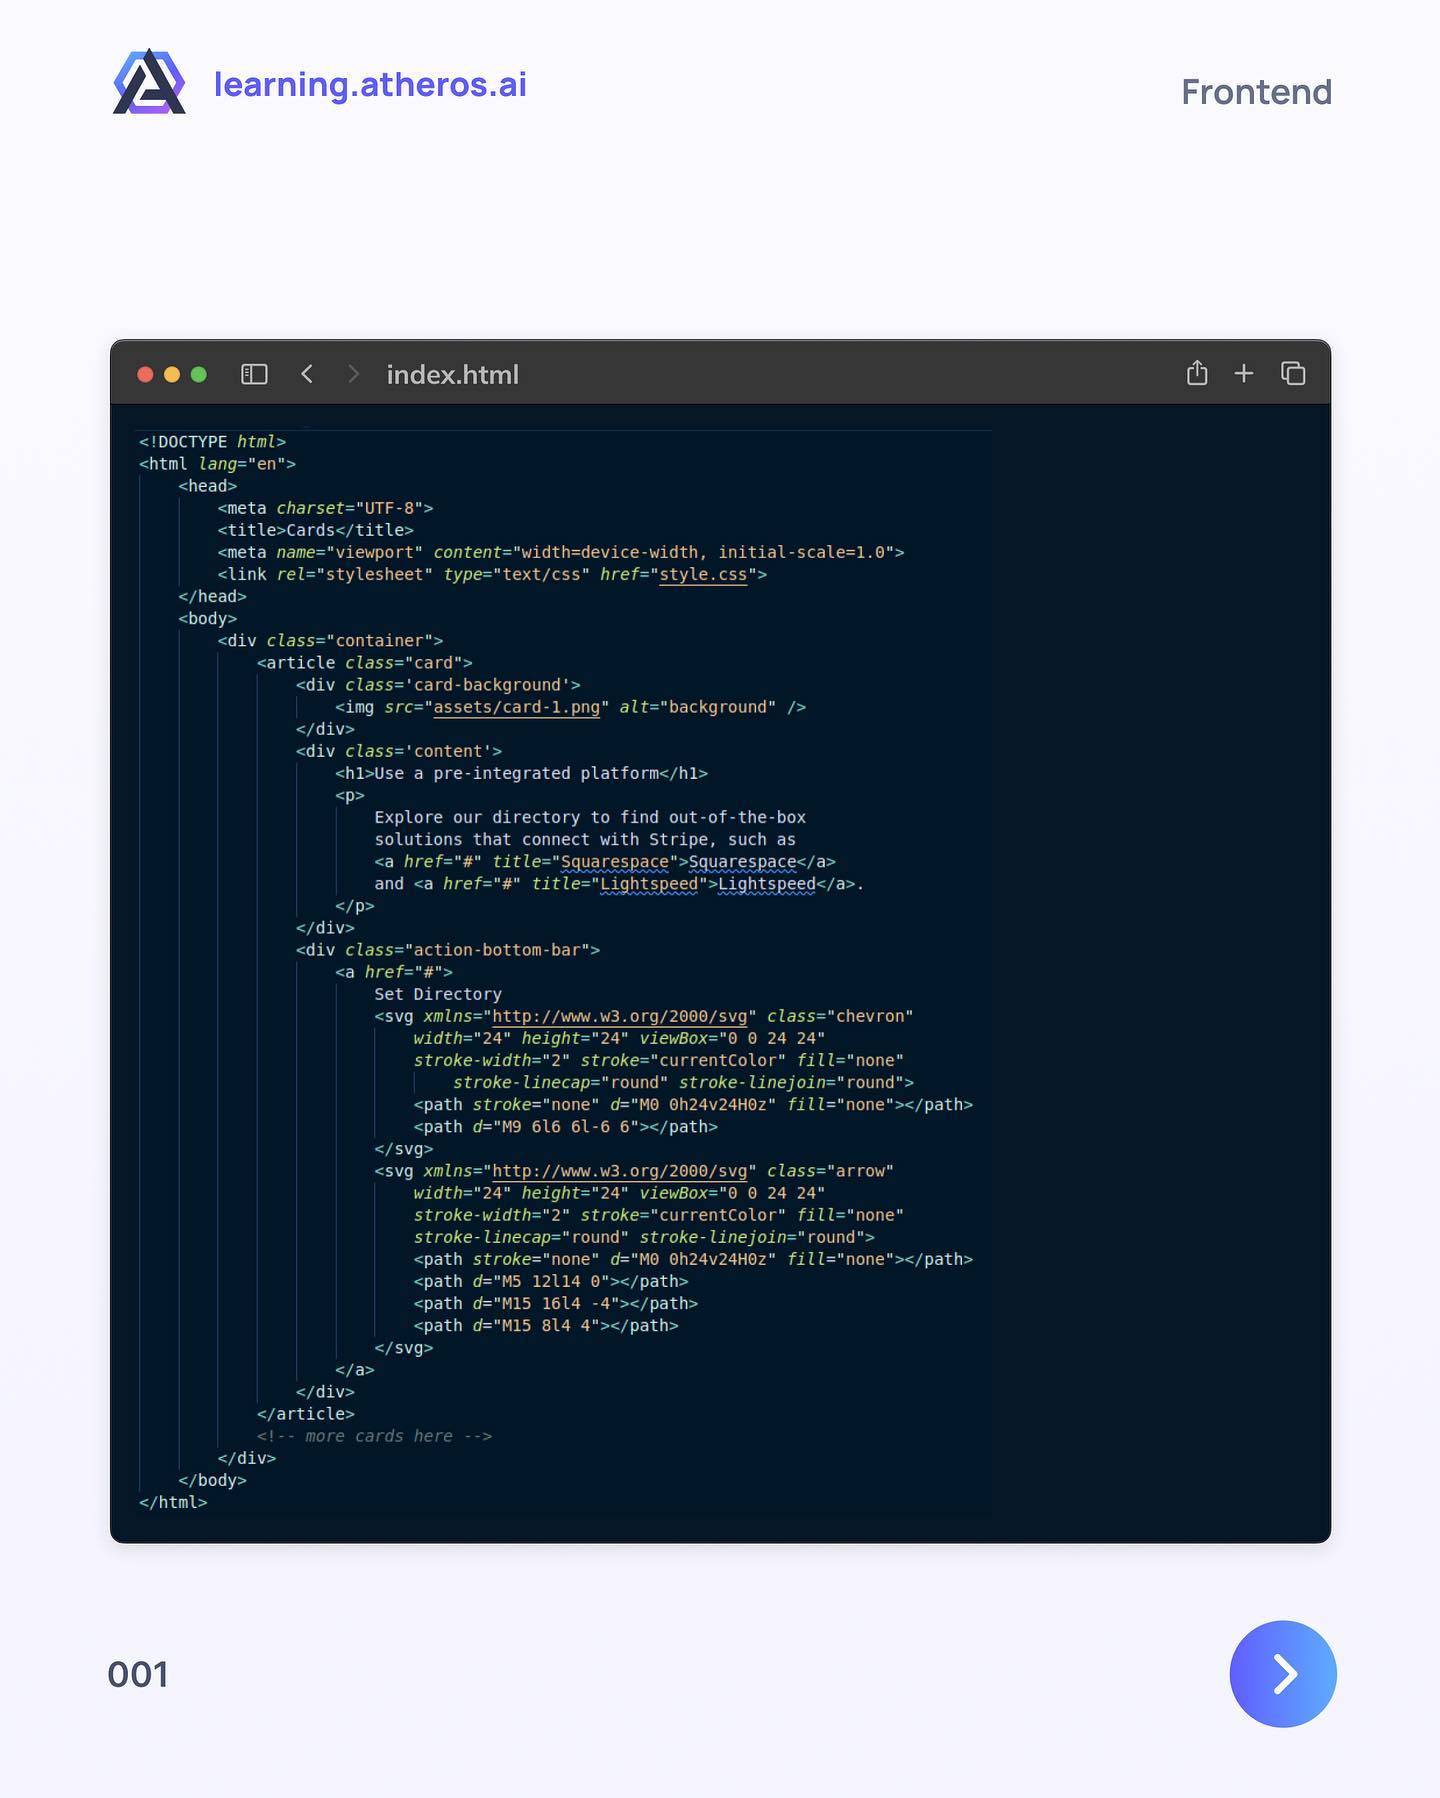 learning.atheros.ai
Frontend
index.html
<!DOCTYPE html>
<html lang="en">
    <head>
        <meta charset="UTF-8">
        <title>Cards</title>
        <meta name="viewport" content="width=device-width, initial-scale=1.0">
        <link rel="stylesheet" type="text/css" href="style.css">
    </head>
    <body>
        <div class="container">
            <article class="card">
                <div class='card-background'>
                    <img src="assets/card-1.png" alt="background" />
                </div>
                <div class='content'>
                    <h1>Use a pre-integrated platform</h1>
                    <p>
                        Explore our directory to find out-of-the-box
                        solutions that connect with Stripe, such as
                        <a href="#" title="Squarespace">Squarespace</a>
                        and <a href="#" title="Lightspeed">Lightspeed</a>.
                    </p>
                </div>
                <div class="action-bottom-bar">
                    <a href="#">
                        Set Directory
                        <svg xmlns="http://www.w3.org/2000/svg" class="chevron"
                            width="24" height="24" viewBox="0 0 24 24"
                            stroke-width="2" stroke="currentColor" fill="none"
                                stroke-linecap="round" stroke-linejoin="round">
                            <path stroke="none" d="M0 0h24v24H0z" fill="none"></path>
                            <path d="M9 6l6 6l-6 6"></path>
                        </svg>
                        <svg xmlns="http://www.w3.org/2000/svg" class="arrow"
                            width="24" height="24" viewBox="0 0 24 24"
                            stroke-width="2" stroke="currentColor" fill="none"
                            stroke-linecap="round" stroke-linejoin="round">
                            <path stroke="none" d="M0 0h24v24H0z" fill="none"></path>
                            <path d="M5 12l14 0"></path>
                            <path d="M15 16l4 -4"></path>
                            <path d="M15 8l4 4"></path>
                        </svg>
                    </a>
                </div>
            </article>
            <!-- more cards here -->
        </div>
    </body>
</html>
001